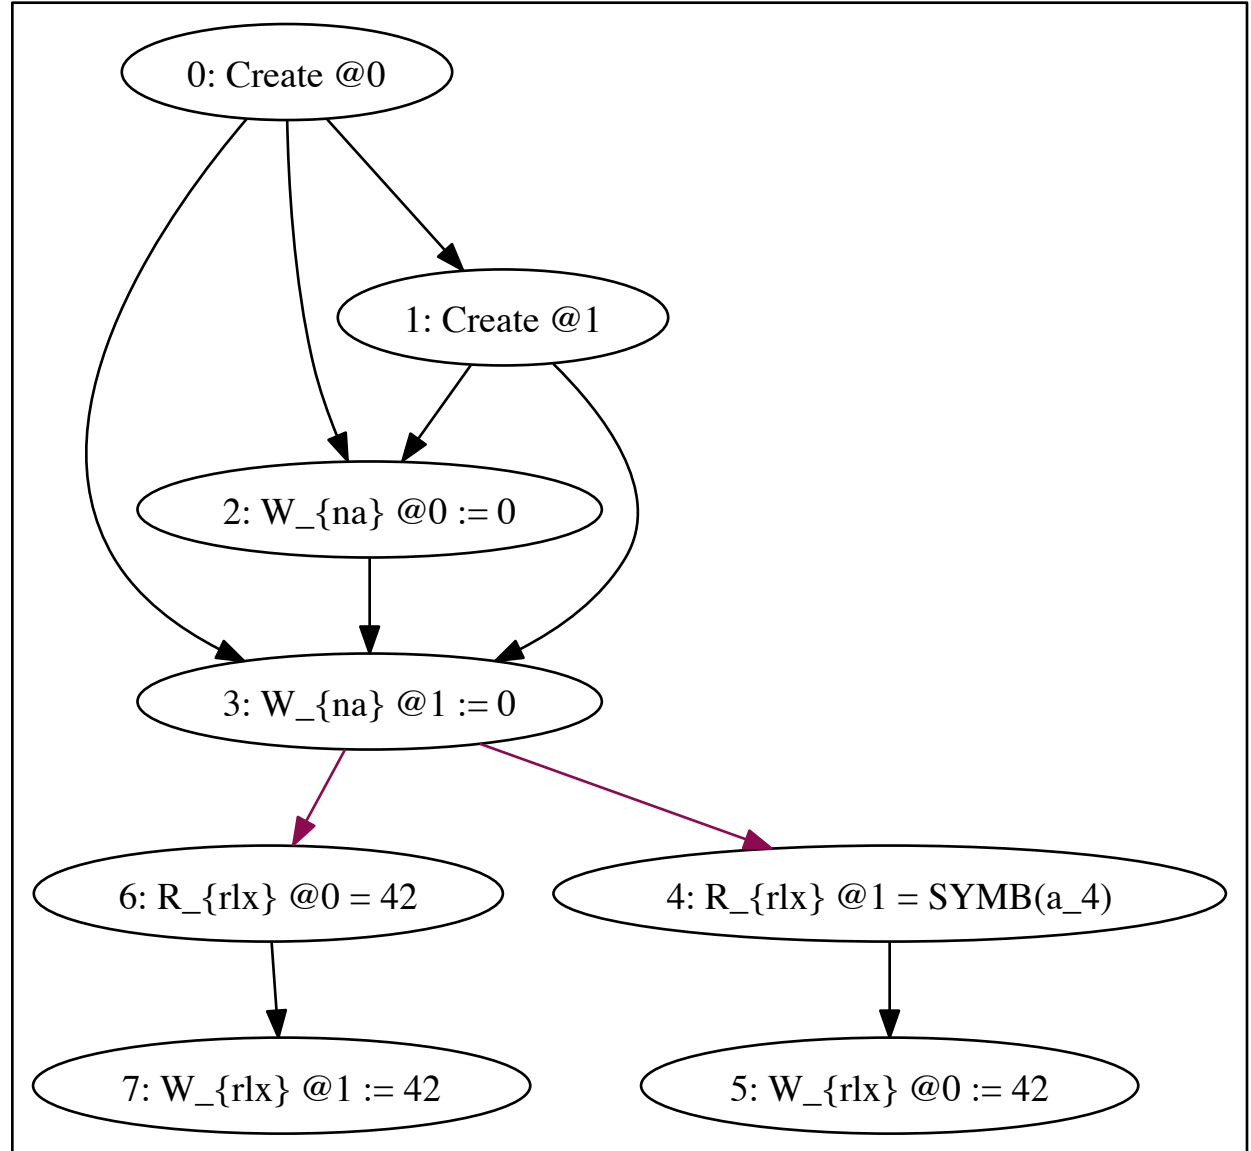 0: Create @0
1: Create @1
2: W_{na} @0 := 0
3: W_{na} @1 := 0
6: R_{rlx} @0 = 42
4: R_{rlx} @1 = SYMB(a_4)
7: W_{rlx} @1 := 42
5: W_{rlx} @0 := 42